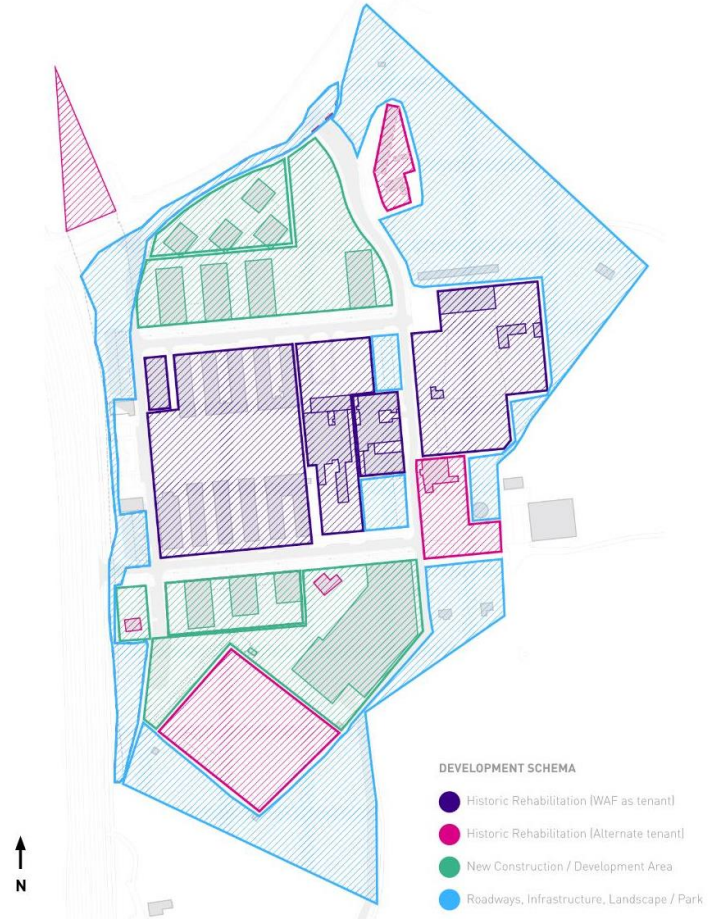 DEVELOPMENT SCHEMA
Historic Rehabilitation (WAF as tenant)
Historic Rehabilitation (Alternate tenant)
New Construction / Development Area
Roadways, Infrastructure, Landscape / Park
N